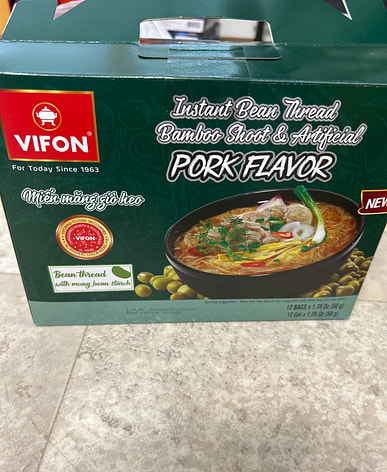 Instant Bean Thread
Bamboo Shoot & Artificial
PORK FLAVOR
VIFON®
For Today Since 1963
Miến măng giò heo
VIFON
NEW
Bean thread
with mung bean starch
12 BAGS x 1.75 Oz (50 g)
12 GÓI x 1.75 Oz (50 g)